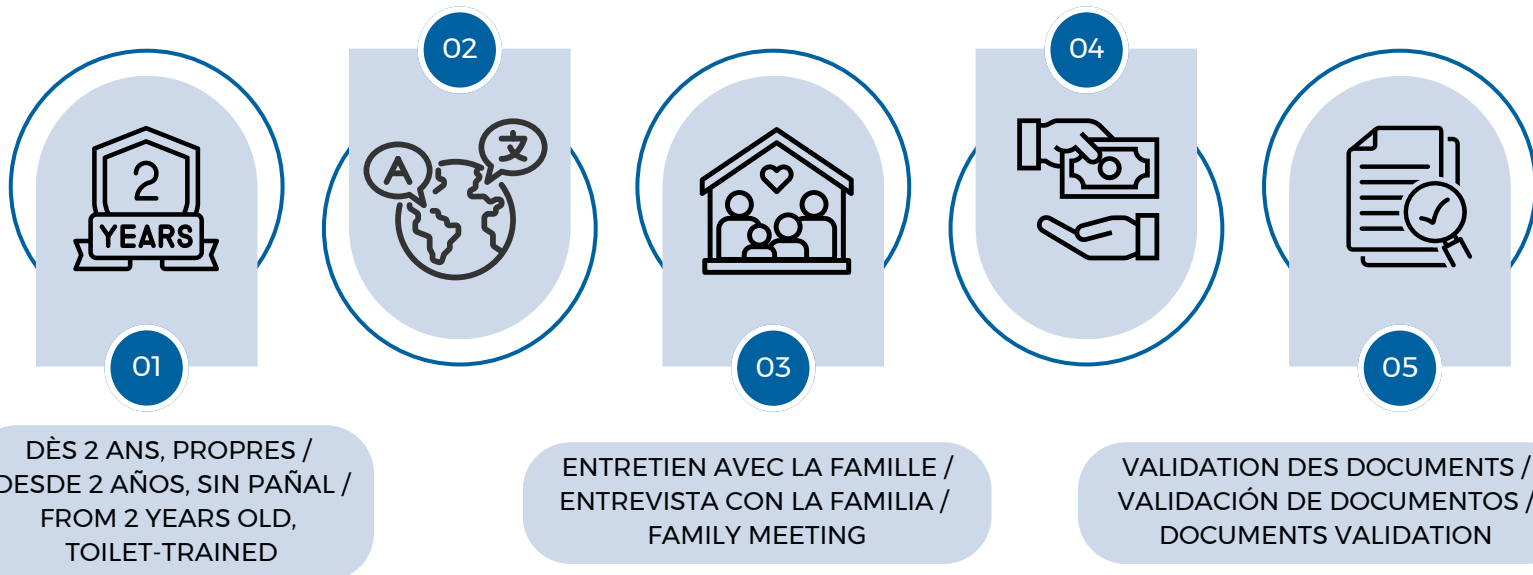 02
04
2
YEARS
A
文
01
03
05
DÈS 2 ANS, PROPRES /
DESDE 2 AÑOS, SIN PAÑAL /
FROM 2 YEARS OLD,
TOILET-TRAINED
ENTRETIEN AVEC LA FAMILLE /
ENTREVISTA CON LA FAMILIA /
FAMILY MEETING
VALIDATION DES DOCUMENTS /
VALIDACIÓN DE DOCUMENTOS /
DOCUMENTS VALIDATION